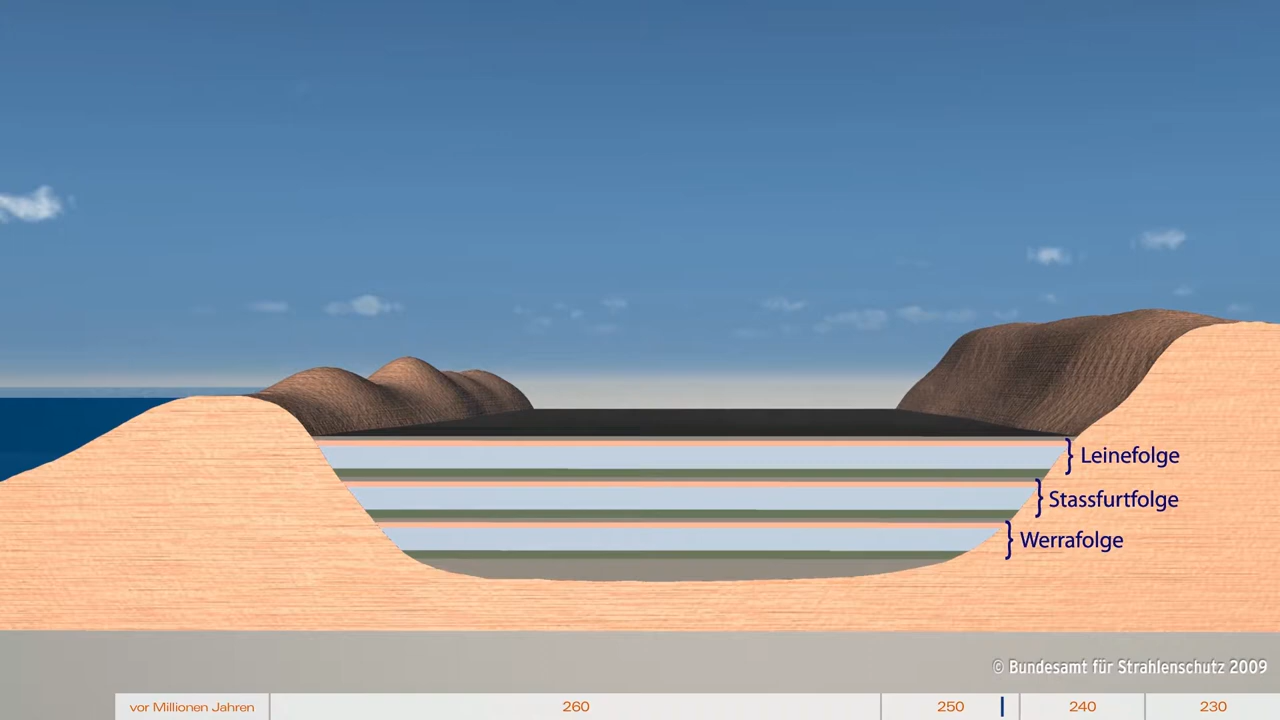 Leinefolge
Stassfurtfolge
Werrafolge
© Bundesamt für Strahlenschutz 2009
vor Millionen Jahren 260 250 240 230